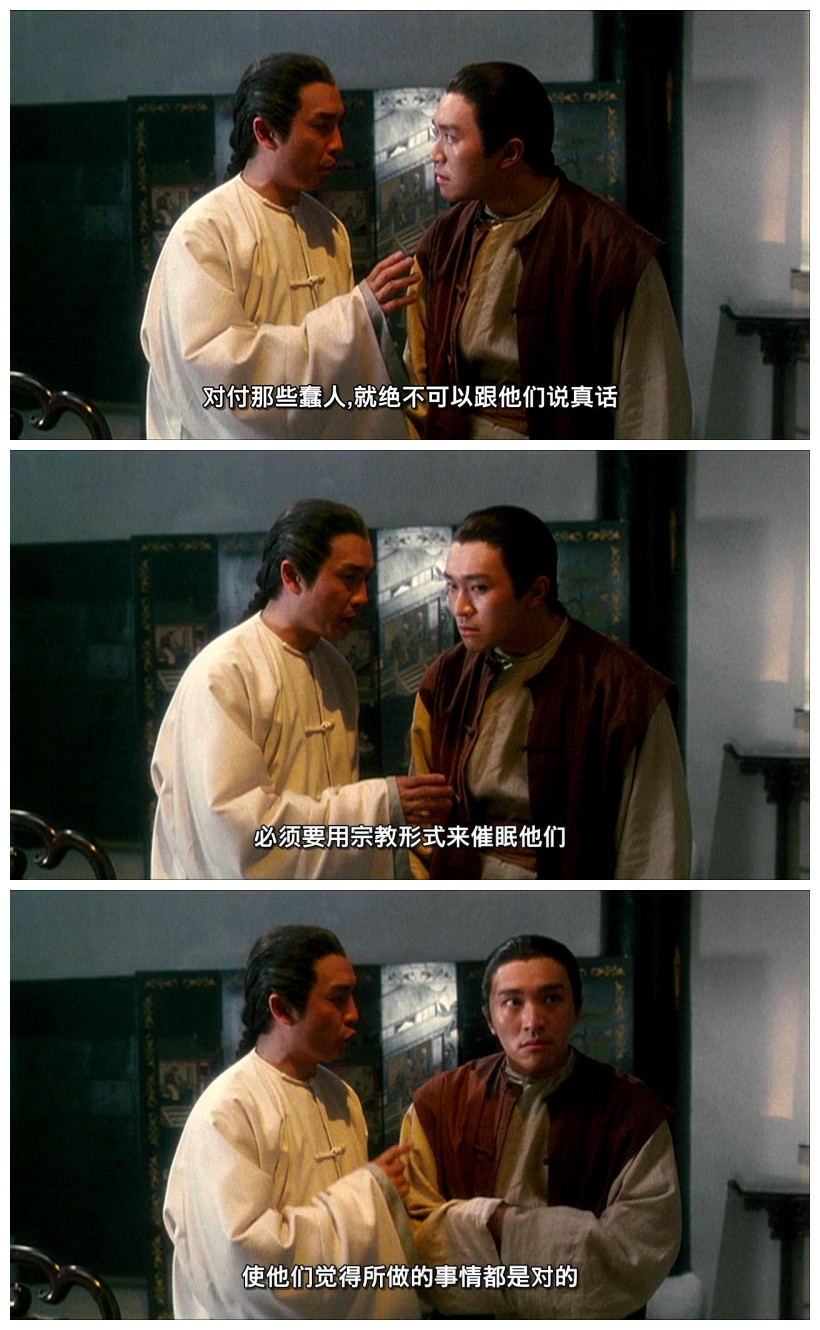 对付那些蠢人,就绝不可以跟他们说真话
必须要用宗教形式来催眠他们
使他们觉得所做的事情都是对的